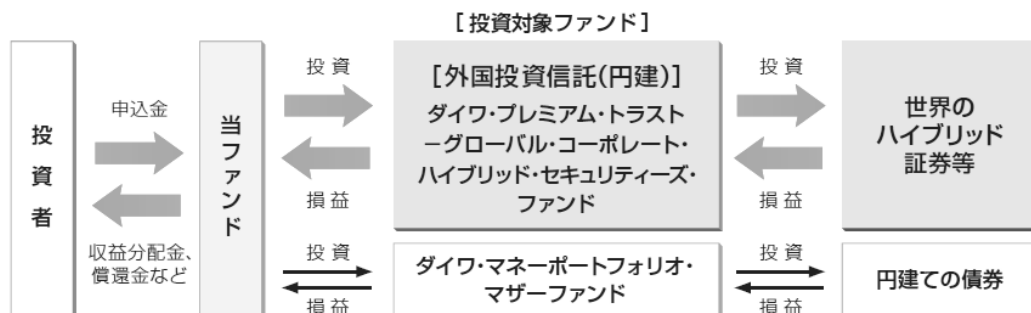 ［投資対象ファンド］
投資者
申込金
収益分配金、
償還金など
当ファンド
投資
損益
［外国投資信託(円建)］
ダイワ・プレミアム・トラスト
－グローバル・コーポレート・
ハイブリッド・セキュリティーズ・
ファンド
投資
損益
世界の
ハイブリッド
証券等
投資
損益
ダイワ・マネーポートフォリオ・
マザーファンド
投資
損益
円建ての債券